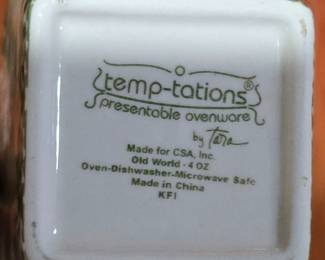 temp-tations®
presentable ovenware
by Tara
Made for CSA, Inc.
Old World - 4 OZ
Oven-Dishwasher-Microwave Safe
Made in China
KFI